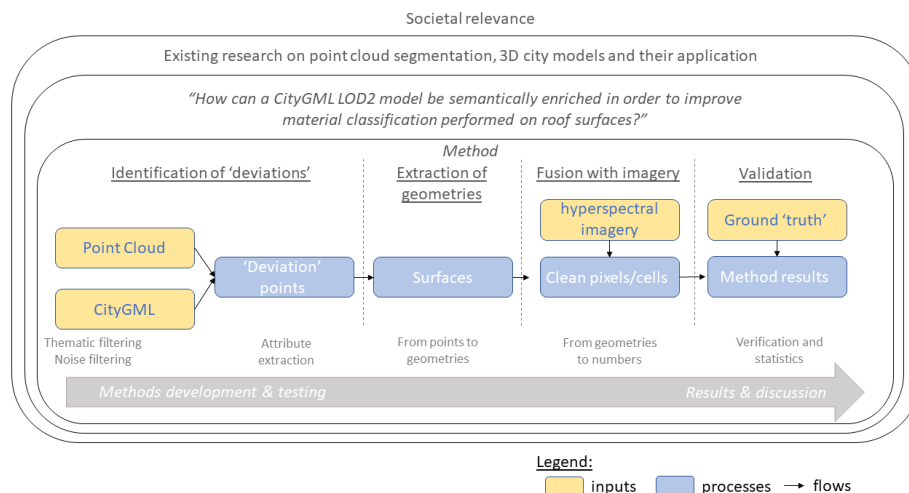 Societal relevance
Existing research on point cloud segmentation, 3D city models and their application
“How can a CityGML LOD2 model be semantically enriched in order to improve
material classification performed on roof surfaces?”
Method
Identification of ‘deviations’
Extraction of
geometries
Fusion with imagery
Validation
hyperspectral
imagery
Ground ‘truth’
Point Cloud
CityGML
‘Deviation’
points
Surfaces
Clean pixels/cells
Method results
Thematic filtering
Noise filtering
Attribute
extraction
From points to
geometries
From geometries
to numbers
Verification and
statistics
Methods development & testing
Results & discussion
Legend:
inputs
processes
flows